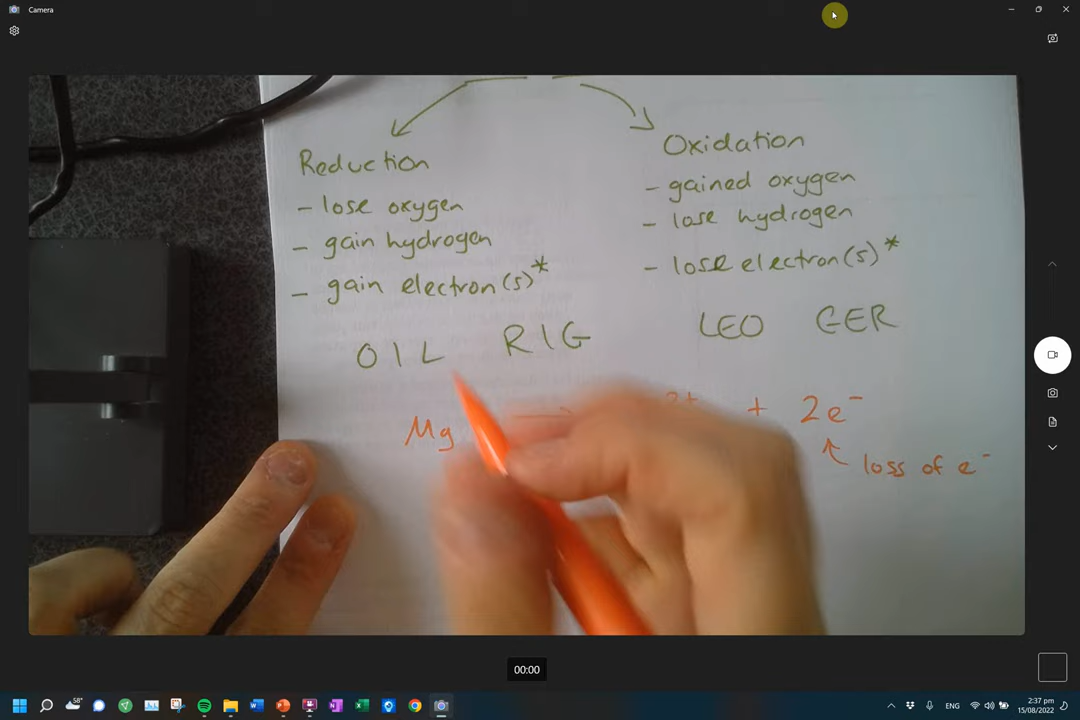 Camera
Reduction
- lose oxygen
- gain hydrogen
- gain electron(s)*
Oxidation
- gained oxygen
- lose hydrogen
- lose electron(s)*
OIL RIG
LEO GER
Mg → 2+ + 2e⁻
loss of e⁻
00:00
58°
ENG
2:37 pm
15/08/2022